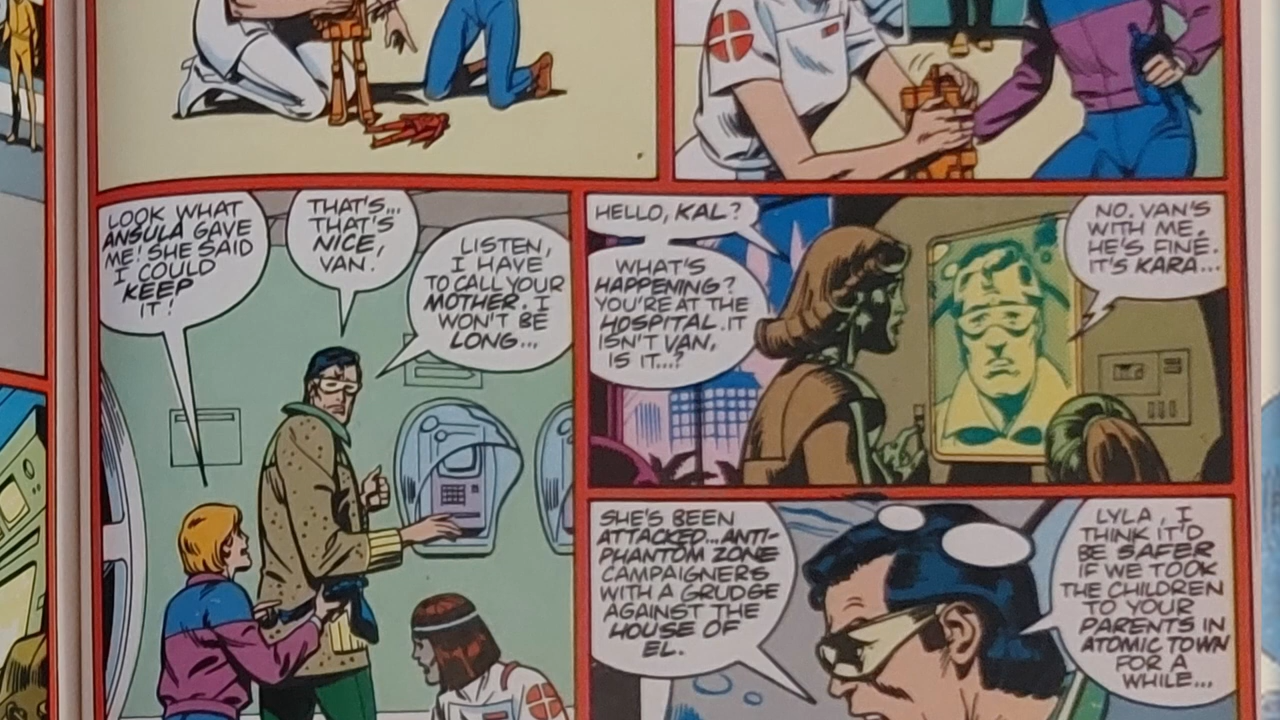 LOOK WHAT
ANSULA GAVE
ME! SHE SAID
I COULD
KEEP
IT!
THAT'S...
THAT'S
NICE,
VAN.
LISTEN,
I HAVE
TO CALL YOUR
MOTHER. I
WON'T BE
LONG...
HELLO, KAL?
WHAT'S
HAPPENING?
YOU'RE AT THE
HOSPITAL. IT
ISN'T VAN,
IS IT...?
NO. VAN'S
WITH ME.
HE'S FINE.
IT'S KARA...
SHE'S BEEN
ATTACKED...ANTI-
PHANTOM ZONE
CAMPAIGNERS
WITH A GRUDGE
AGAINST THE
HOUSE OF
EL.
LYLA, I
THINK IT'D
BE SAFER
IF WE TOOK
THE CHILDREN
TO YOUR
PARENTS IN
ATOMIC TOWN
FOR A
WHILE...